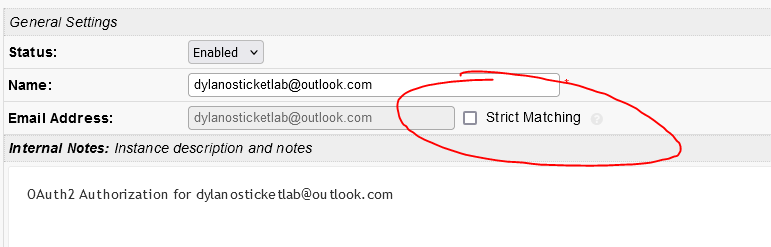 General Settings
Status: Enabled
Name: dylanosticketlab@outlook.com *
Email Address: dylanosticketlab@outlook.com Strict Matching ?
Internal Notes: Instance description and notes
OAuth2 Authorization for dylanosticketlab@outlook.com